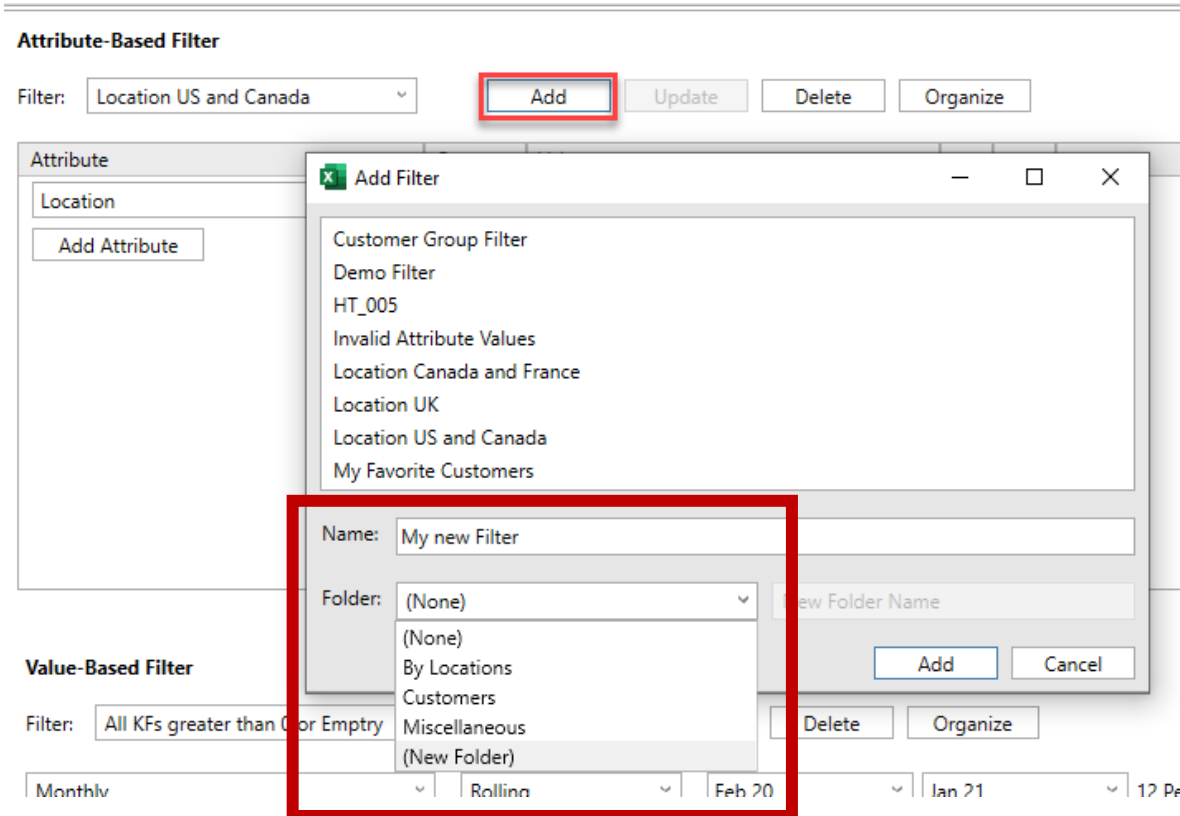 Attribute-Based Filter
Filter: Location US and Canada Add Update Delete Organize
Attribute
Add Filter
Location
Add Attribute
Customer Group Filter
Demo Filter
HT_005
Invalid Attribute Values
Location Canada and France
Location UK
Location US and Canada
My Favorite Customers
Name: My new Filter
Folder: (None) New Folder Name
(None)
By Locations
Customers
Miscellaneous
(New Folder)
Add Cancel
Value-Based Filter
Filter: All KFs greater than 0 or Emptry Delete Organize
Monthly Rolling Feb 20 Jan 21 12